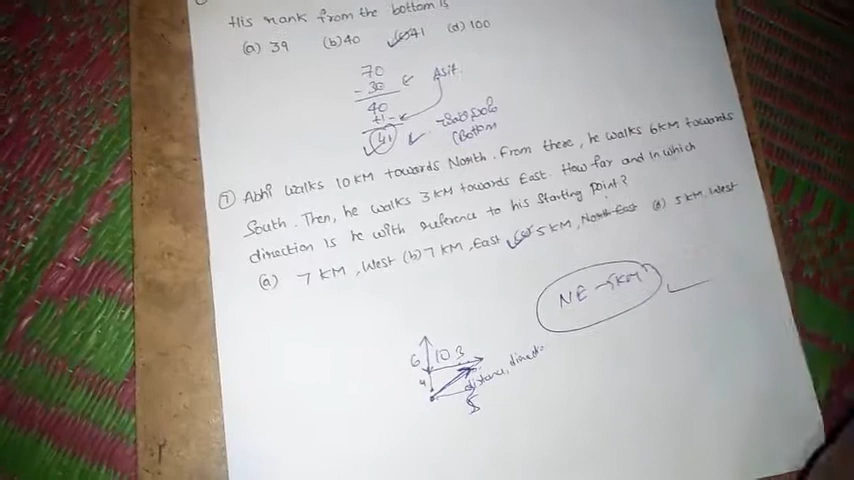 His rank from the bottom is
(a) 39 (b) 40 (c) 41 (d) 100
70
- 30 Asit
40
+1
41
(Bottom
7 Abhi walks 10 KM towards North. From there, he walks 6KM towards
South. Then, he walks 3 KM towards East. How far and in which
direction is he with reference to his starting point?
(a) 7 KM, West (b) 7 KM, East (c) 5 KM, North-East (d) 5 KM, West
NE - 5KM
6 10 3
4
distance, direct
5